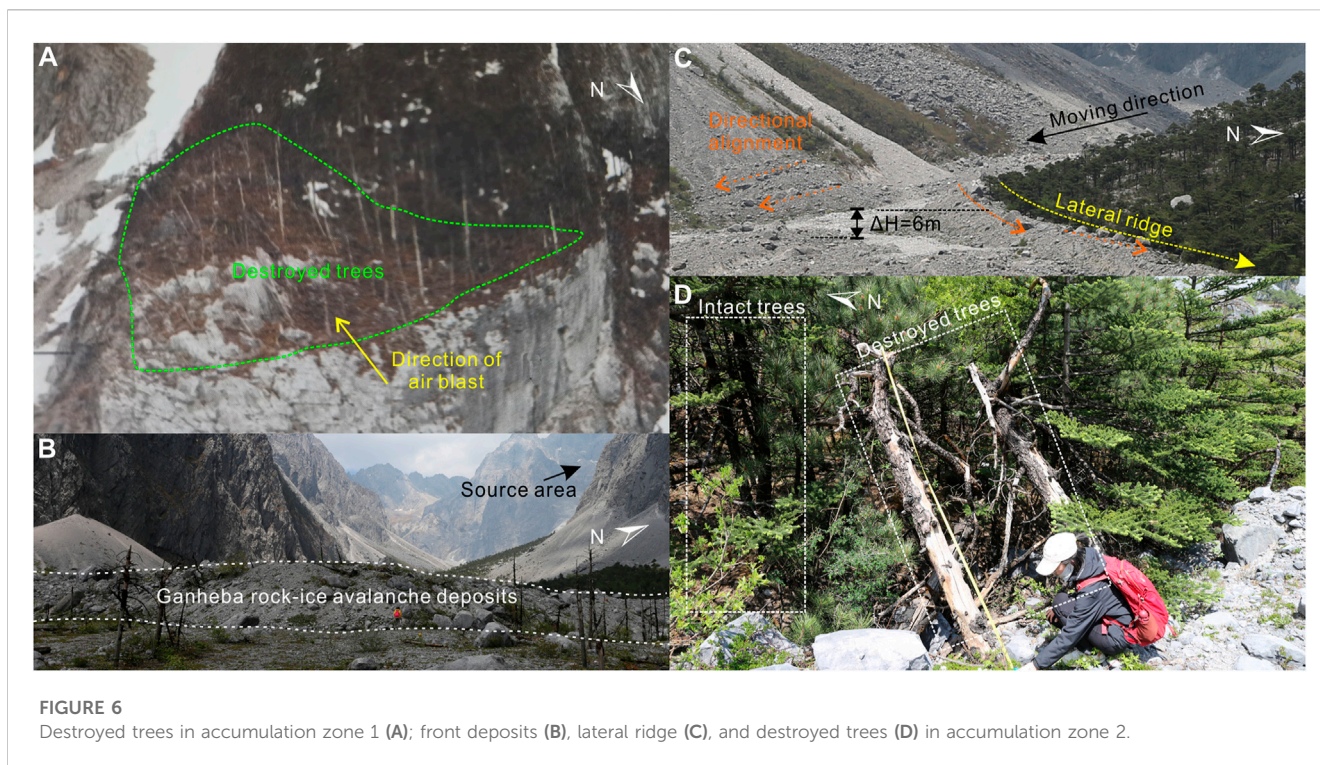 A
N
Destroyed trees
Direction of
air blast
B
Source area
N
Ganheba rock-ice avalanche deposits
C
Moving direction
Directional
alignment
N
ΔH=6m
Lateral ridge
D
Intact trees
N
Destroyed trees
FIGURE 6
Destroyed trees in accumulation zone 1 (A); front deposits (B), lateral ridge (C), and destroyed trees (D) in accumulation zone 2.